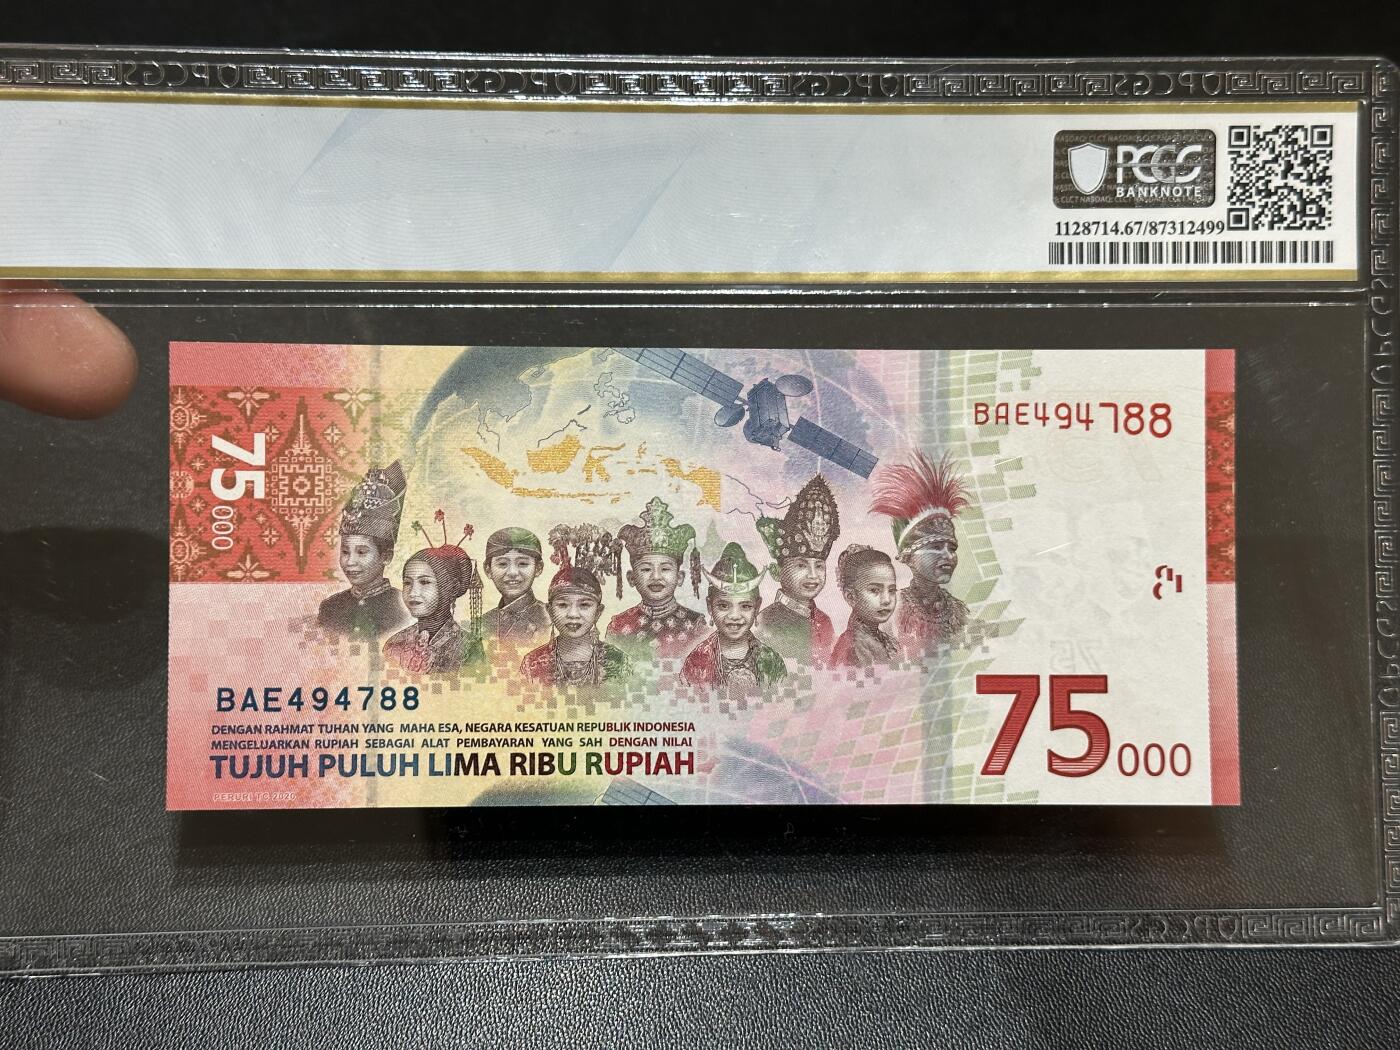 PCGS
BANKNOTE
1128714.67/87312499
BAE494788
75
000
BAE494788
DENGAN RAHMAT TUHAN YANG MAHA ESA, NEGARA KESATUAN REPUBLIK INDONESIA
MENGELUARKAN RUPIAH SEBAGAI ALAT PEMBAYARAN YANG SAH DENGAN NILAI
TUJUH PULUH LIMA RIBU RUPIAH
PERURI TC 2020
75000